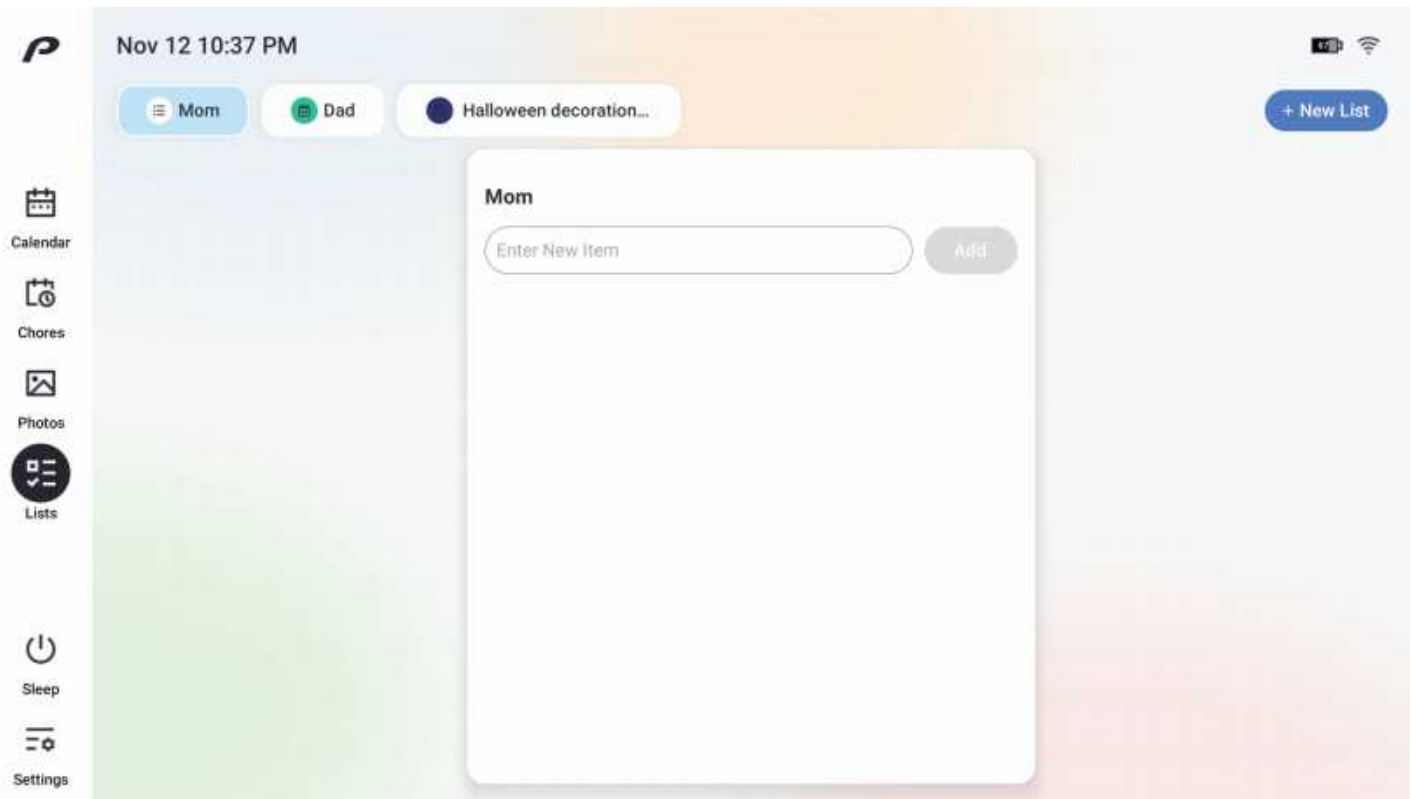 Nov 12 10:37 PM
Mom
Dad
Halloween decoration...
+ New List
Calendar
Chores
Photos
Lists
Sleep
Settings
Mom
Enter New Item
Add